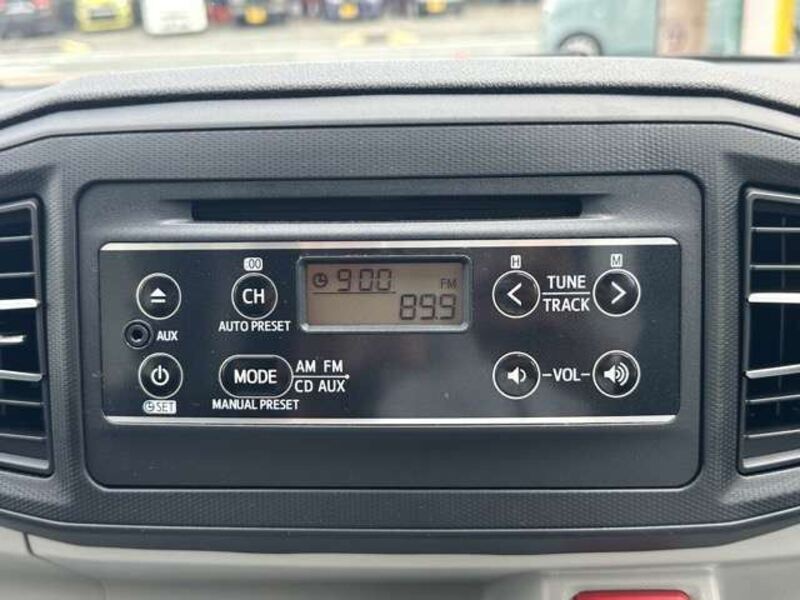 :00
CH
AUTO PRESET
9:00
FM
89.9
H
M
TUNE
TRACK
AUX
MODE
AM FM
CD AUX
MANUAL PRESET
SET
VOL